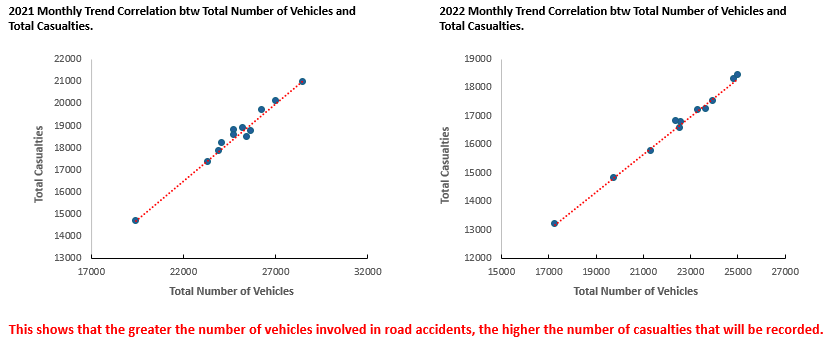 2021 Monthly Trend Correlation btw Total Number of Vehicles and
Total Casualties.
22000
21000
20000
19000
18000
17000
16000
15000
14000
13000
Total Casualties
17000 22000 27000 32000
Total Number of Vehicles
2022 Monthly Trend Correlation btw Total Number of Vehicles and
Total Casualties.
19000
18000
17000
16000
15000
14000
13000
12000
Total Casualties
15000 17000 19000 21000 23000 25000 27000
Total Number of Vehicles
This shows that the greater the number of vehicles involved in road accidents, the higher the number of casualties that will be recorded.